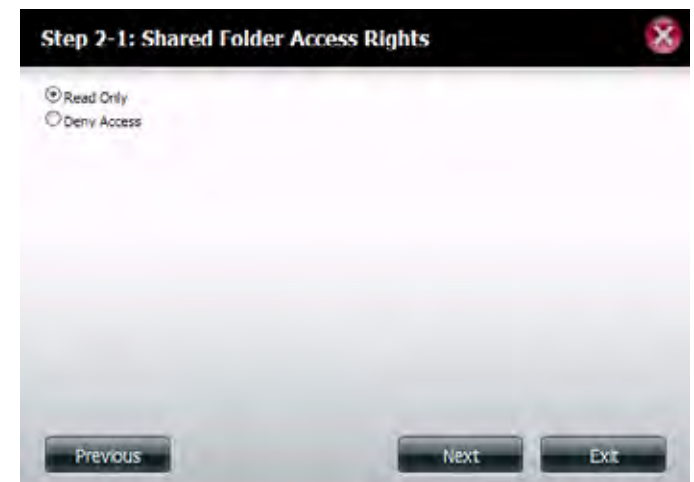 Step 2-1: Shared Folder Access Rights
Read Only
Deny Access
Previous Next Exit